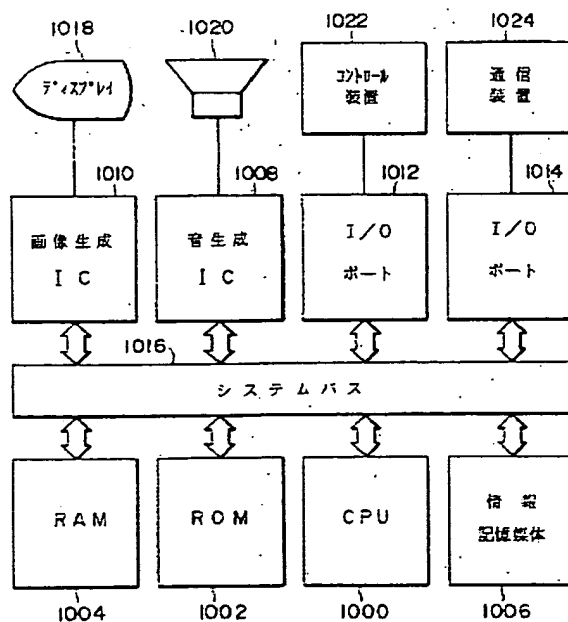 1018
1020
1022
1024
ディスプレイ
コントロール
装置
通信
装置
1010
1008
1012
1014
画像生成
IC
音生成
IC
I/O
ポート
I/O
ポート
1016
システムバス
RAM
ROM
CPU
情報
記憶媒体
1004
1002
1000
1006